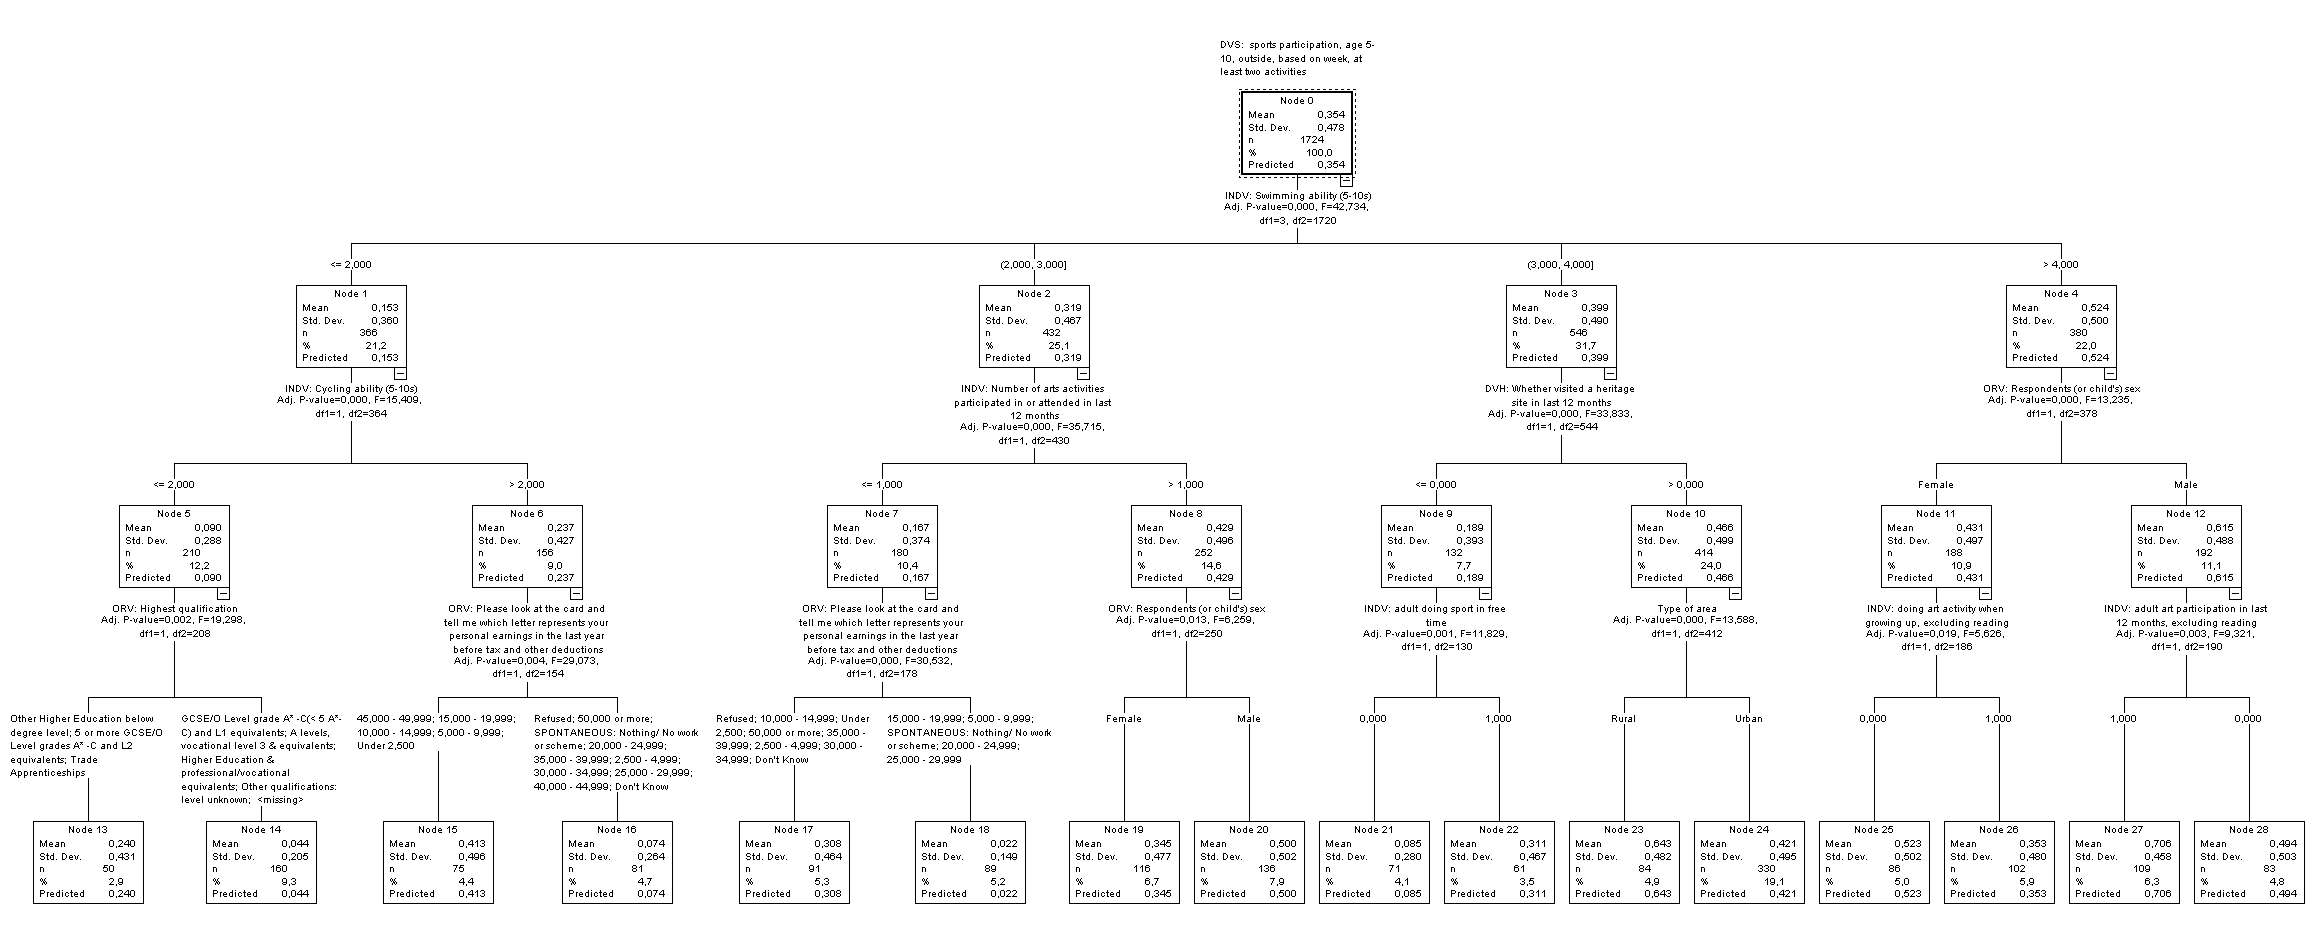 DVS:  sports participation, age 5-
10, outside, based on week, at
least two activities
Node 0
Mean 0,354
Std. Dev. 0,478
n 1724
% 100,0
Predicted 0,354
INDV: Swimming ability (5-10s)
Adj. P-value=0,000, F=42,734,
df1=3, df2=1720
<= 2,000
(2,000, 3,000]
(3,000, 4,000]
> 4,000
Node 1
Mean 0,153
Std. Dev. 0,360
n 366
% 21,2
Predicted 0,153
INDV: Cycling ability (5-10s)
Adj. P-value=0,000, F=15,409,
df1=1, df2=364
Node 2
Mean 0,319
Std. Dev. 0,467
n 432
% 25,1
Predicted 0,319
INDV: Number of arts activities
participated in or attended in last
12 months
Adj. P-value=0,000, F=35,715,
df1=1, df2=430
Node 3
Mean 0,399
Std. Dev. 0,490
n 546
% 31,7
Predicted 0,399
DVH: Whether visited a heritage
site in last 12 months
Adj. P-value=0,000, F=33,833,
df1=1, df2=544
Node 4
Mean 0,524
Std. Dev. 0,500
n 380
% 22,0
Predicted 0,524
ORV: Respondents (or child's) sex
Adj. P-value=0,000, F=13,235,
df1=1, df2=378
<= 2,000
> 2,000
<= 1,000
> 1,000
<= 0,000
> 0,000
Female
Male
Node 5
Mean 0,090
Std. Dev. 0,288
n 210
% 12,2
Predicted 0,090
ORV: Highest qualification
Adj. P-value=0,002, F=19,298,
df1=1, df2=208
Node 6
Mean 0,237
Std. Dev. 0,427
n 156
% 9,0
Predicted 0,237
ORV: Please look at the card and
tell me which letter represents your
personal earnings in the last year
before tax and other deductions
Adj. P-value=0,004, F=29,073,
df1=1, df2=154
Node 7
Mean 0,167
Std. Dev. 0,374
n 180
% 10,4
Predicted 0,167
ORV: Please look at the card and
tell me which letter represents your
personal earnings in the last year
before tax and other deductions
Adj. P-value=0,000, F=30,532,
df1=1, df2=178
Node 8
Mean 0,429
Std. Dev. 0,496
n 252
% 14,6
Predicted 0,429
ORV: Respondents (or child's) sex
Adj. P-value=0,013, F=6,259,
df1=1, df2=250
Node 9
Mean 0,189
Std. Dev. 0,393
n 132
% 7,7
Predicted 0,189
INDV: adult doing sport in free
time
Adj. P-value=0,001, F=11,829,
df1=1, df2=130
Node 10
Mean 0,466
Std. Dev. 0,499
n 414
% 24,0
Predicted 0,466
Type of area
Adj. P-value=0,000, F=13,588,
df1=1, df2=412
Node 11
Mean 0,431
Std. Dev. 0,497
n 188
% 10,9
Predicted 0,431
INDV: doing art activity when
growing up, excluding reading
Adj. P-value=0,019, F=5,626,
df1=1, df2=186
Node 12
Mean 0,615
Std. Dev. 0,488
n 192
% 11,1
Predicted 0,615
INDV: adult art participation in last
12 months, excluding reading
Adj. P-value=0,003, F=9,321,
df1=1, df2=190
Other Higher Education below
degree level; 5 or more GCSE/O
Level grades A* -C and L2
equivalents; Trade
Apprenticeships
GCSE/O Level grade A* -C(< 5 A*-
C) and L1 equivalents; A levels,
vocational level 3 & equivalents;
Higher Education &
professional/vocational
equivalents; Other qualifications:
level unknown;  <missing>
45,000 - 49,999; 15,000 - 19,999;
10,000 - 14,999; 5,000 - 9,999;
Under 2,500
Refused; 50,000 or more;
SPONTANEOUS: Nothing/ No work
or scheme; 20,000 - 24,999;
35,000 - 39,999; 2,500 - 4,999;
30,000 - 34,999; 25,000 - 29,999;
40,000 - 44,999; Don't Know
Refused; 10,000 - 14,999; Under
2,500; 50,000 or more; 35,000 -
39,999; 2,500 - 4,999; 30,000 -
34,999; Don't Know
15,000 - 19,999; 5,000 - 9,999;
SPONTANEOUS: Nothing/ No work
or scheme; 20,000 - 24,999;
25,000 - 29,999
Female
Male
0,000
1,000
Rural
Urban
0,000
1,000
1,000
0,000
Node 13
Mean 0,240
Std. Dev. 0,431
n 50
% 2,9
Predicted 0,240
Node 14
Mean 0,044
Std. Dev. 0,205
n 160
% 9,3
Predicted 0,044
Node 15
Mean 0,413
Std. Dev. 0,496
n 75
% 4,4
Predicted 0,413
Node 16
Mean 0,074
Std. Dev. 0,264
n 81
% 4,7
Predicted 0,074
Node 17
Mean 0,308
Std. Dev. 0,464
n 91
% 5,3
Predicted 0,308
Node 18
Mean 0,022
Std. Dev. 0,149
n 89
% 5,2
Predicted 0,022
Node 19
Mean 0,345
Std. Dev. 0,477
n 116
% 6,7
Predicted 0,345
Node 20
Mean 0,500
Std. Dev. 0,502
n 136
% 7,9
Predicted 0,500
Node 21
Mean 0,085
Std. Dev. 0,280
n 71
% 4,1
Predicted 0,085
Node 22
Mean 0,311
Std. Dev. 0,467
n 61
% 3,5
Predicted 0,311
Node 23
Mean 0,643
Std. Dev. 0,482
n 84
% 4,9
Predicted 0,643
Node 24
Mean 0,421
Std. Dev. 0,495
n 330
% 19,1
Predicted 0,421
Node 25
Mean 0,523
Std. Dev. 0,502
n 86
% 5,0
Predicted 0,523
Node 26
Mean 0,353
Std. Dev. 0,480
n 102
% 5,9
Predicted 0,353
Node 27
Mean 0,706
Std. Dev. 0,458
n 109
% 6,3
Predicted 0,706
Node 28
Mean 0,494
Std. Dev. 0,503
n 83
% 4,8
Predicted 0,494